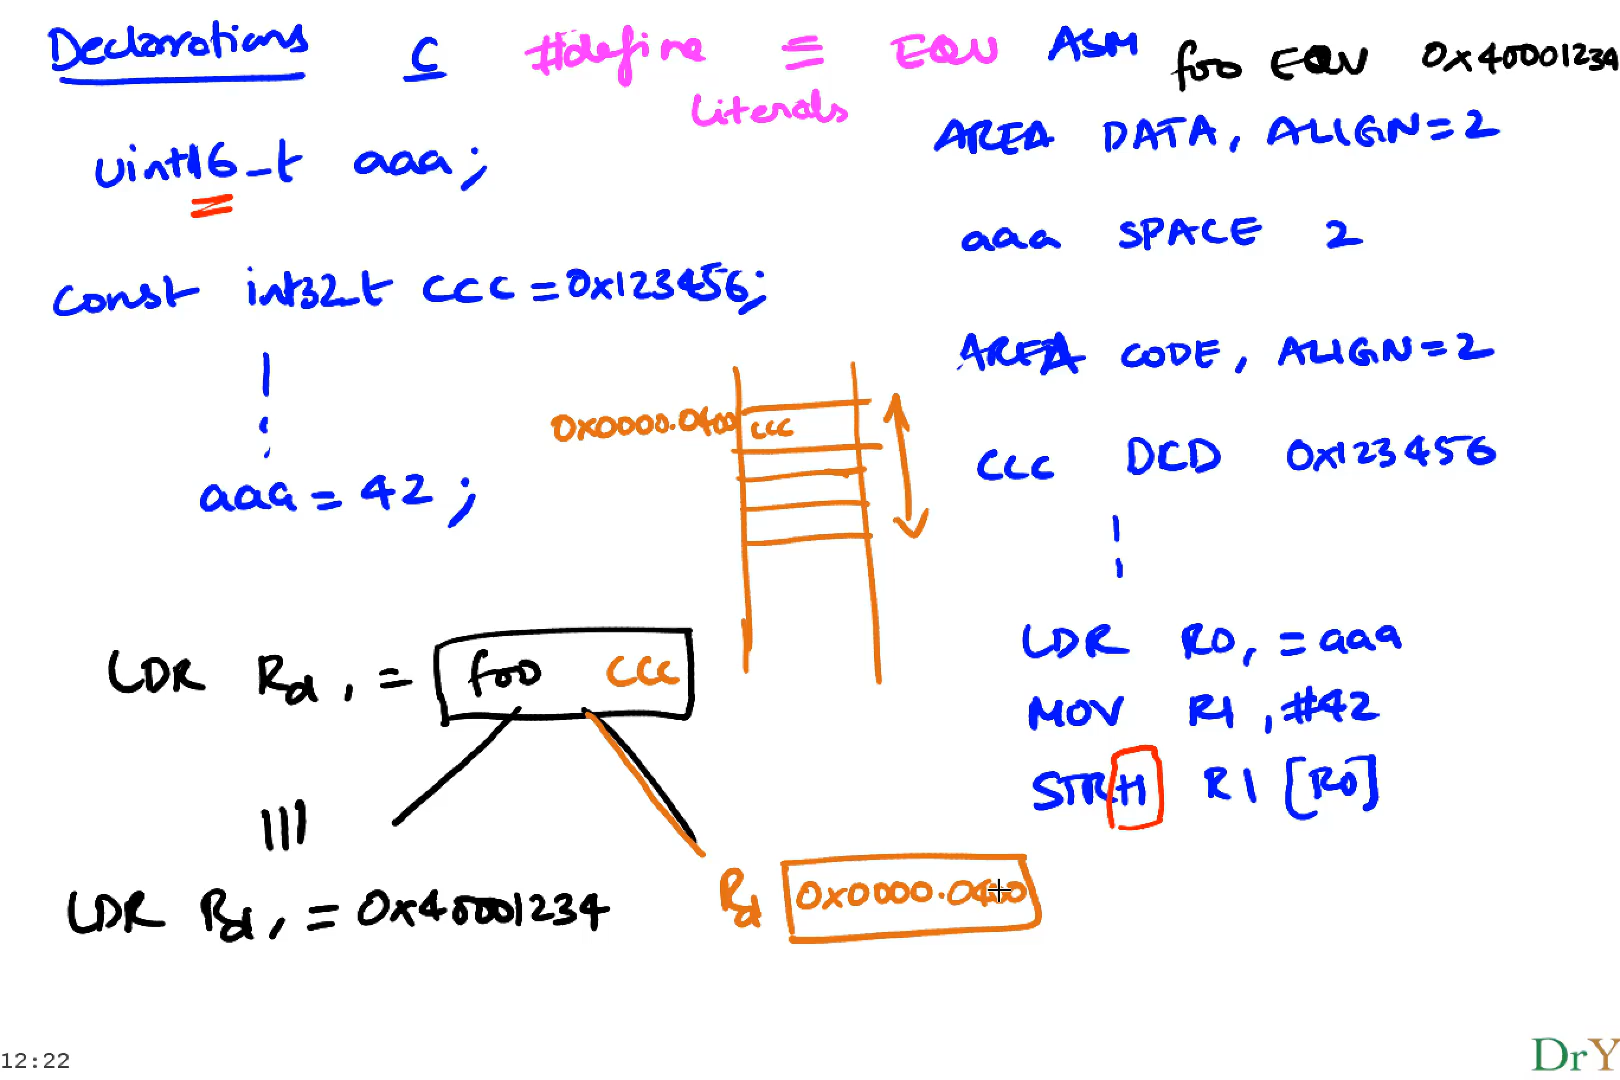 Declarations C #define = EQU ASM foo EQU 0x40001234
Literals
AREA DATA, ALIGN=2
uint16_t aaa;
aaa SPACE 2
const int32_t ccc = 0x123456;
AREA CODE, ALIGN=2
0x0000.0400 ccc
ccc DCD 0x123456
aaa = 42;
LDR R0, =aaa
LDR Rd, = foo ccc
MOV R1, #42
STRH R1 [R0]
LDR Rd, = 0x40001234
Rd 0x0000.0400
12:22
DrY